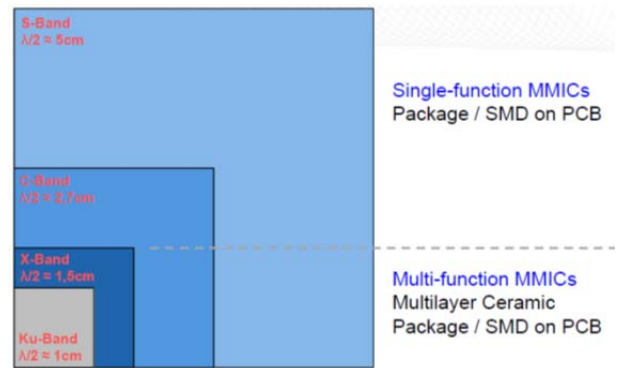 S-Band
λ/2 ≈ 5cm
Single-function MMICs
Package / SMD on PCB
C-Band
λ/2 ≈ 2,7cm
X-Band
λ/2 ≈ 1,5cm
Multi-function MMICs
Multilayer Ceramic
Package / SMD on PCB
Ku-Band
λ/2 ≈ 1cm